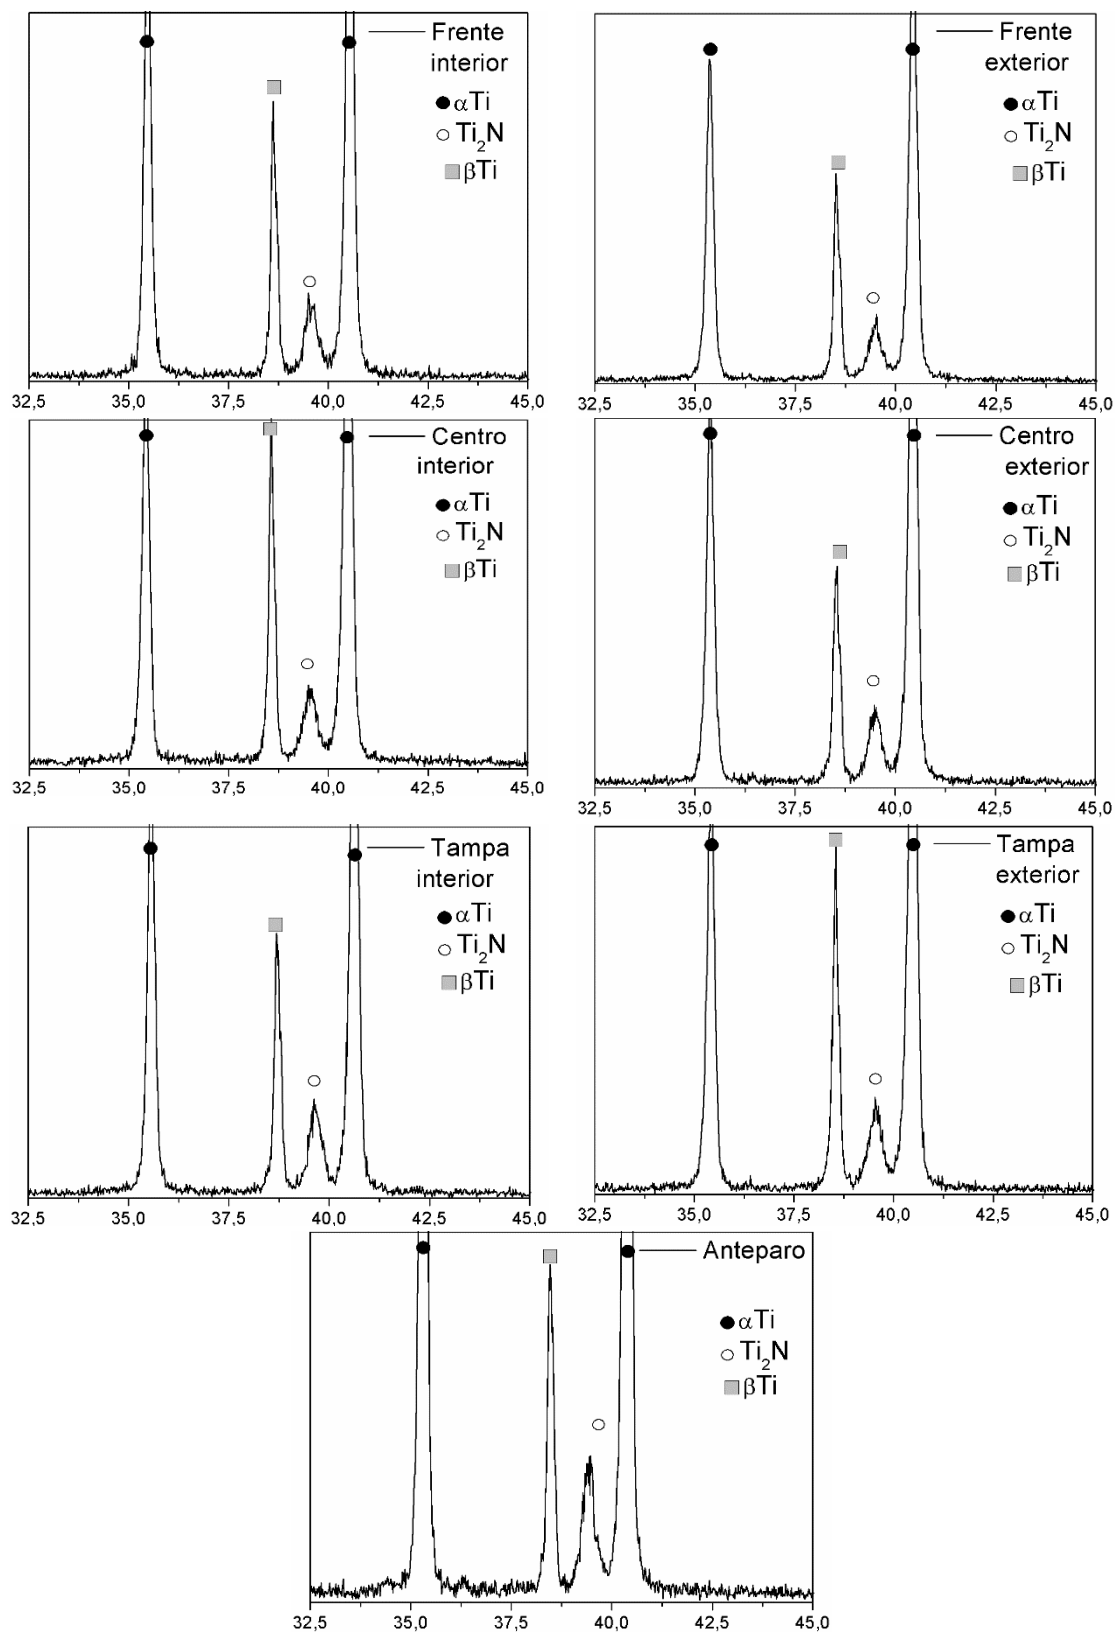 Frente
interior
αTi
Ti₂N
βTi
32,5 35,0 37,5 40,0 42,5 45,0
Frente
exterior
αTi
Ti₂N
βTi
32,5 35,0 37,5 40,0 42,5 45,0
Centro
interior
αTi
Ti₂N
βTi
32,5 35,0 37,5 40,0 42,5 45,0
Centro
exterior
αTi
Ti₂N
βTi
32,5 35,0 37,5 40,0 42,5 45,0
Tampa
interior
αTi
Ti₂N
βTi
32,5 35,0 37,5 40,0 42,5 45,0
Tampa
exterior
αTi
Ti₂N
βTi
32,5 35,0 37,5 40,0 42,5 45,0
Anteparo
αTi
Ti₂N
βTi
32,5 35,0 37,5 40,0 42,5 45,0